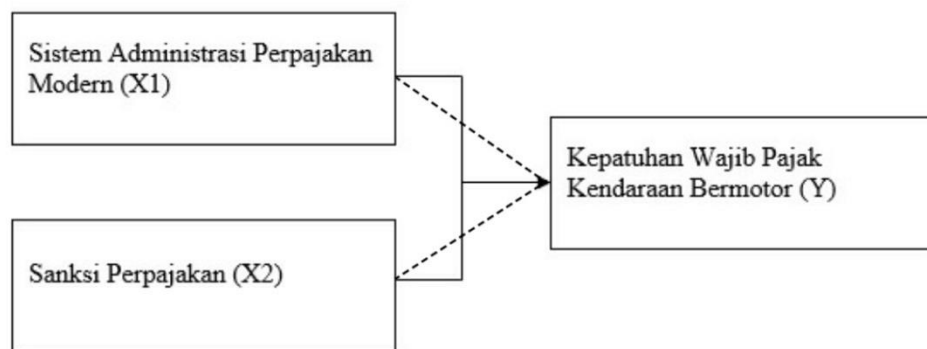 Sistem Administrasi Perpajakan
Modern (X1)
Kepatuhan Wajib Pajak
Kendaraan Bermotor (Y)
Sanksi Perpajakan (X2)